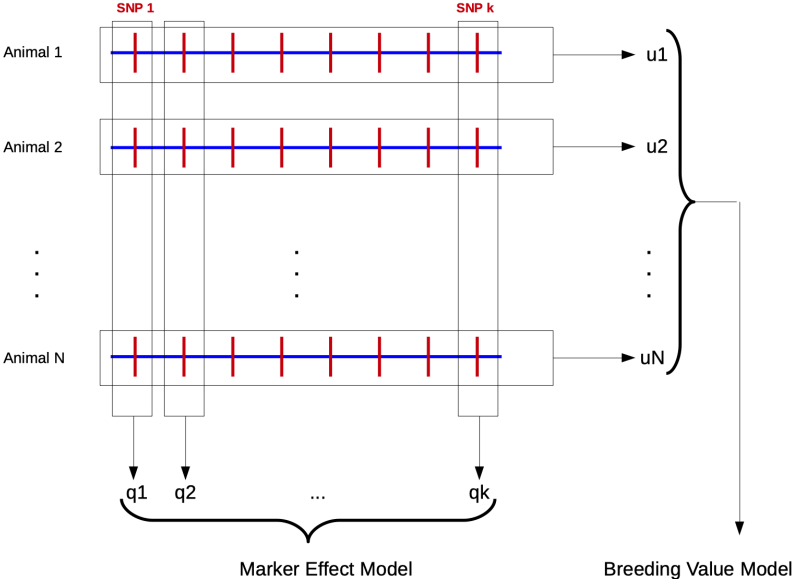 SNP 1
SNP k
Animal 1
u1
Animal 2
u2
Animal N
uN
q1
q2
...
qk
Marker Effect Model
Breeding Value Model